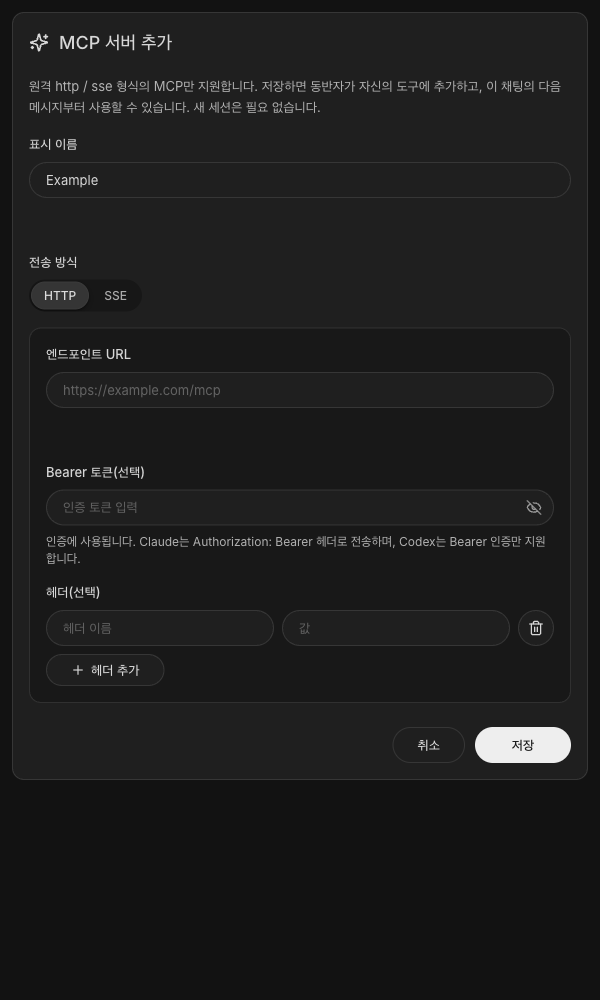 MCP 서버 추가
원격 http / sse 형식의 MCP만 지원합니다. 저장하면 동반자가 자신의 도구에 추가하고, 이 채팅의 다음
메시지부터 사용할 수 있습니다. 새 세션은 필요 없습니다.
표시 이름
Example
전송 방식
HTTP SSE
엔드포인트 URL
https://example.com/mcp
Bearer 토큰(선택)
인증 토큰 입력
인증에 사용됩니다. Claude는 Authorization: Bearer 헤더로 전송하며, Codex는 Bearer 인증만 지원
합니다.
헤더(선택)
헤더 이름 값
헤더 추가
취소 저장